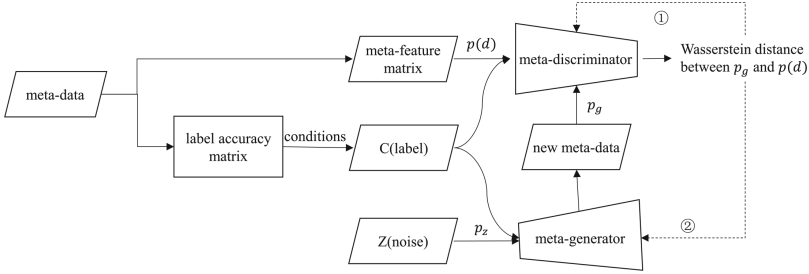 ①
meta-feature
matrix
p(d)
meta-discriminator
Wasserstein distance
between p_g and p(d)
meta-data
p_g
label accuracy
matrix
conditions
C(label)
new meta-data
②
Z(noise)
p_z
meta-generator